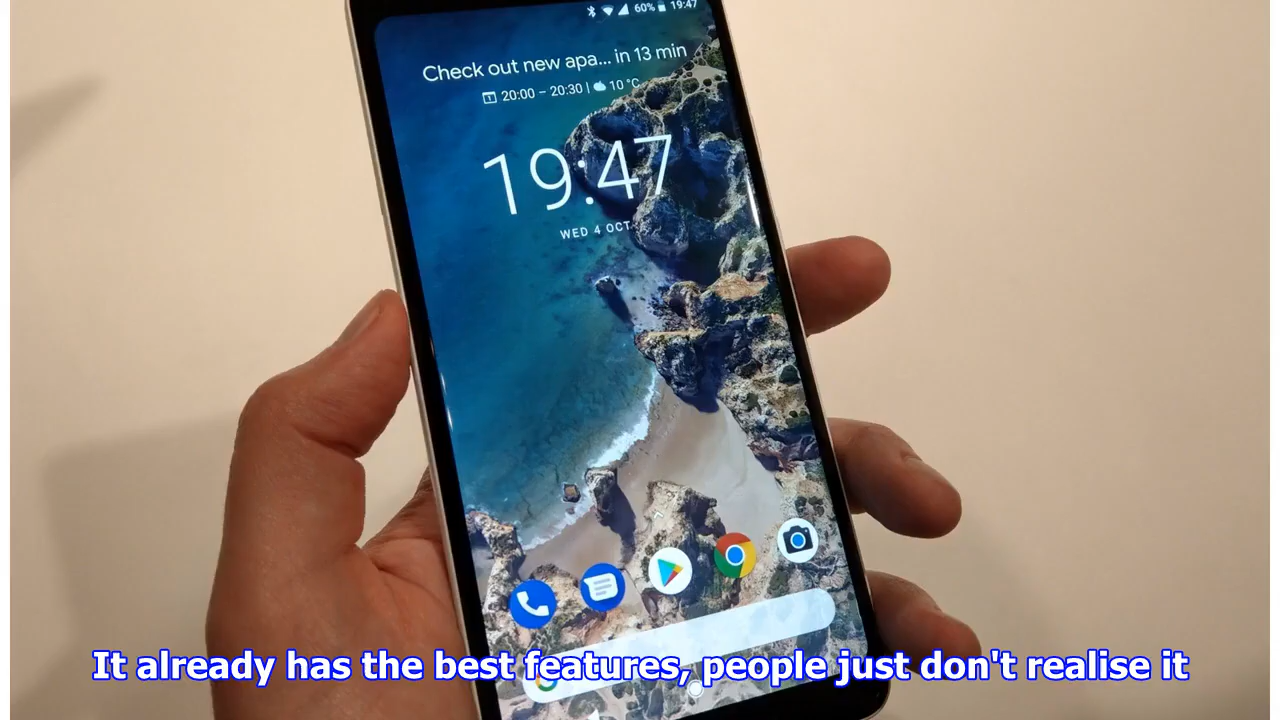 60% 19:47
Check out new apa... in 13 min
20:00 – 20:30 | 10 °C
19:47
WED 4 OCT.
It already has the best features, people just don't realise it